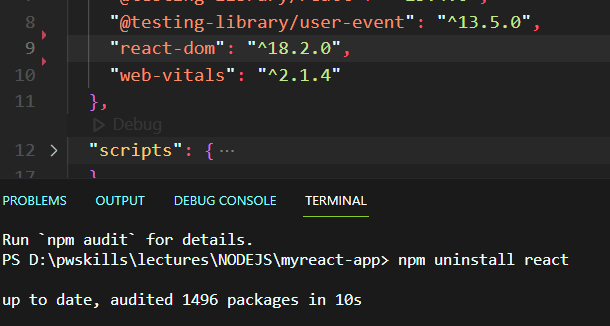 8 "@testing-library/user-event": "^13.5.0",
9 "react-dom": "^18.2.0",
10 "web-vitals": "^2.1.4"
11 },
Debug
12 > "scripts": { ...
17 }
PROBLEMS OUTPUT DEBUG CONSOLE TERMINAL
Run `npm audit` for details.
PS D:\pwskills\lectures\NODEJS\myreact-app> npm uninstall react
up to date, audited 1496 packages in 10s